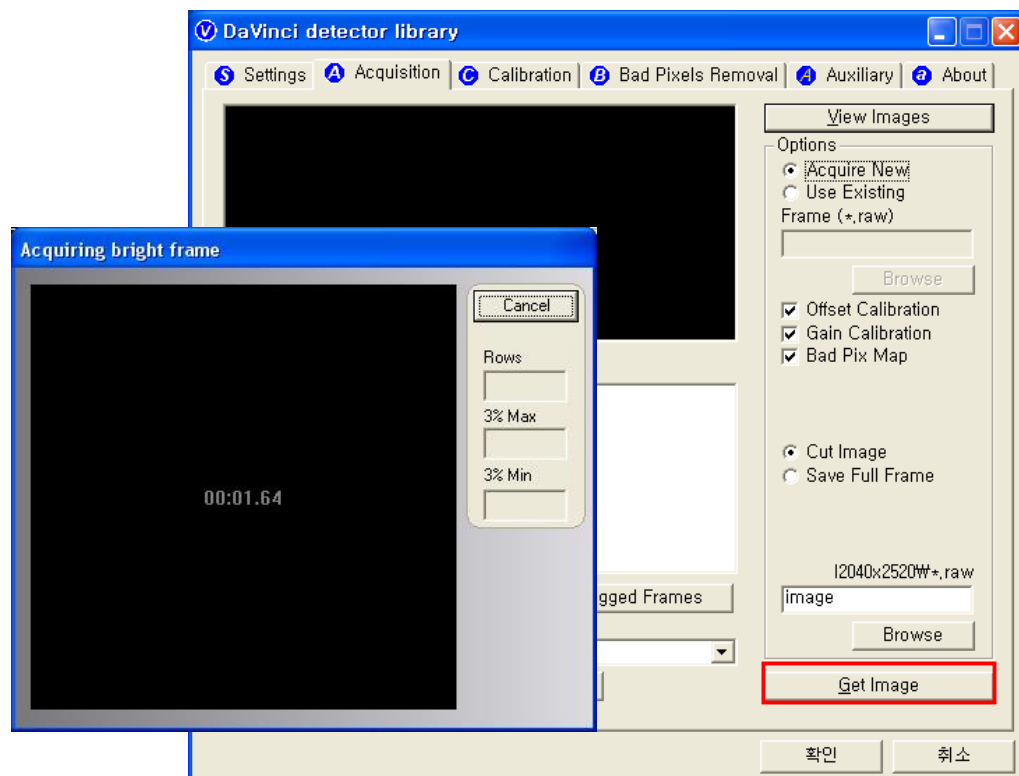 DaVinci detector library
S Settings A Acquisition C Calibration B Bad Pixels Removal A Auxiliary a About
View Images
Options
Acquire New
Use Existing
Frame (*,raw)
Browse
Offset Calibration
Gain Calibration
Bad Pix Map
Cut Image
Save Full Frame
I2040x2520₩*,raw
image
Browse
Get Image
gged Frames
확인 취소
Acquiring bright frame
Cancel
Rows
3% Max
3% Min
00:01.64